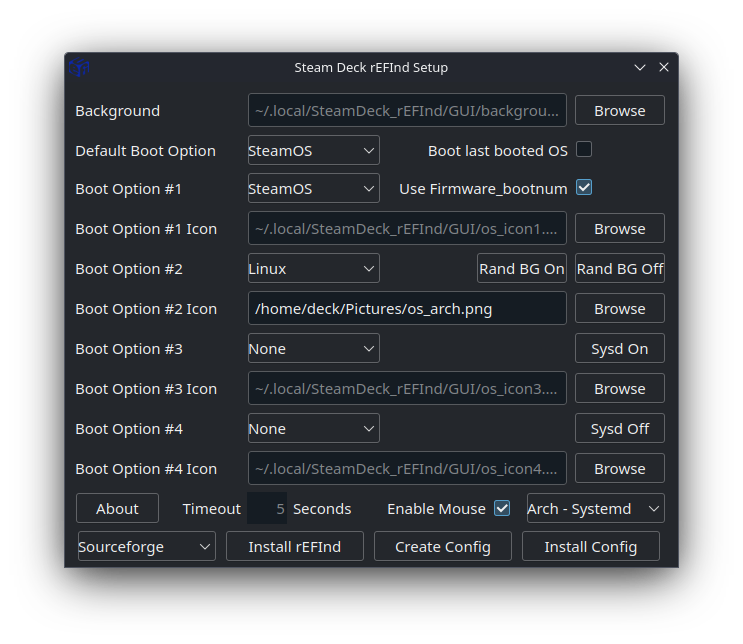 Steam Deck rEFInd Setup
Background ~/.local/SteamDeck_rEFInd/GUI/backgrou... Browse
Default Boot Option SteamOS Boot last booted OS
Boot Option #1 SteamOS Use Firmware_bootnum
Boot Option #1 Icon ~/.local/SteamDeck_rEFInd/GUI/os_icon1.... Browse
Boot Option #2 Linux Rand BG On Rand BG Off
Boot Option #2 Icon /home/deck/Pictures/os_arch.png Browse
Boot Option #3 None Sysd On
Boot Option #3 Icon ~/.local/SteamDeck_rEFInd/GUI/os_icon3.... Browse
Boot Option #4 None Sysd Off
Boot Option #4 Icon ~/.local/SteamDeck_rEFInd/GUI/os_icon4.... Browse
About Timeout 5 Seconds Enable Mouse Arch - Systemd
Sourceforge Install rEFInd Create Config Install Config